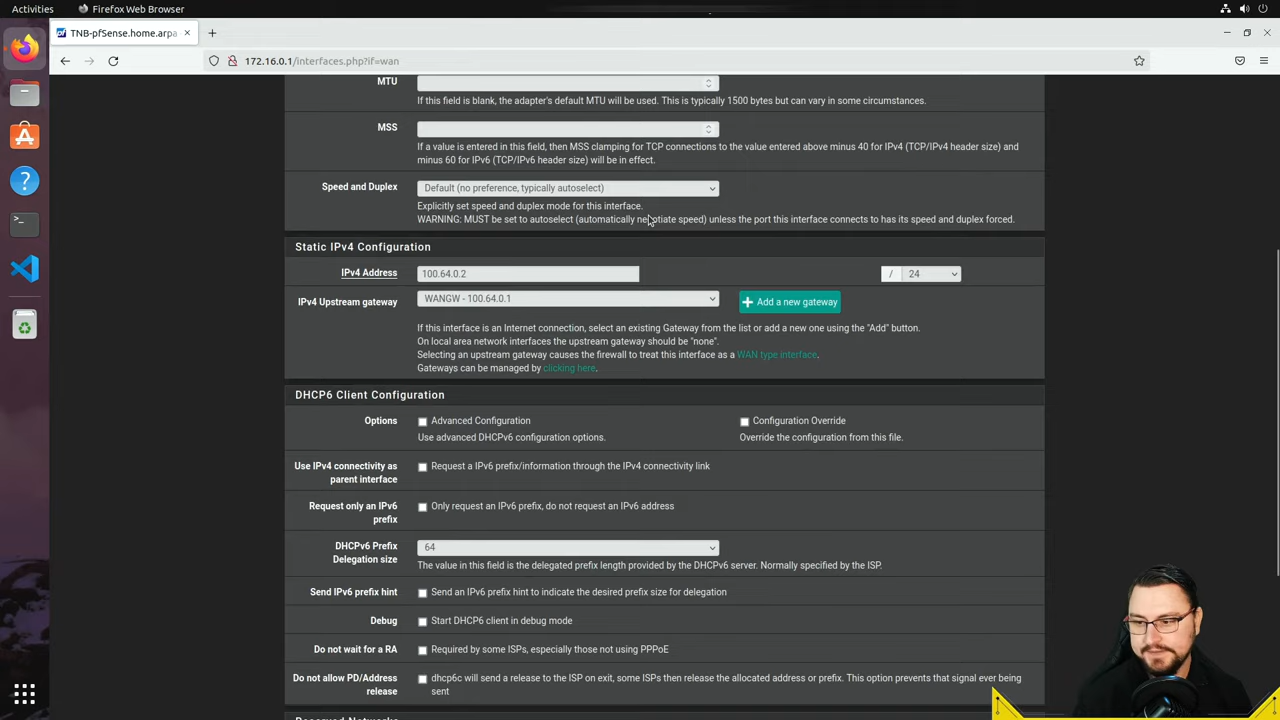 Activities
Firefox Web Browser
TNB-pfSense.home.arpa
172.16.0.1/interfaces.php?if=wan
MTU
If this field is blank, the adapter's default MTU will be used. This is typically 1500 bytes but can vary in some circumstances.
MSS
If a value is entered in this field, then MSS clamping for TCP connections to the value entered above minus 40 for IPv4 (TCP/IPv4 header size) and
minus 60 for IPv6 (TCP/IPv6 header size) will be in effect.
Speed and Duplex
Default (no preference, typically autoselect)
Explicitly set speed and duplex mode for this interface.
WARNING: MUST be set to autoselect (automatically negotiate speed) unless the port this interface connects to has its speed and duplex forced.
Static IPv4 Configuration
IPv4 Address
100.64.0.2
/
24
IPv4 Upstream gateway
WANGW - 100.64.0.1
Add a new gateway
If this interface is an Internet connection, select an existing Gateway from the list or add a new one using the "Add" button.
On local area network interfaces the upstream gateway should be "none".
Selecting an upstream gateway causes the firewall to treat this interface as a WAN type interface.
Gateways can be managed by clicking here.
DHCP6 Client Configuration
Options
Advanced Configuration
Configuration Override
Use advanced DHCPv6 configuration options.
Override the configuration from this file.
Use IPv4 connectivity as
parent interface
Request a IPv6 prefix/information through the IPv4 connectivity link
Request only an IPv6
prefix
Only request an IPv6 prefix, do not request an IPv6 address
DHCPv6 Prefix
Delegation size
64
The value in this field is the delegated prefix length provided by the DHCPv6 server. Normally specified by the ISP.
Send IPv6 prefix hint
Send an IPv6 prefix hint to indicate the desired prefix size for delegation
Debug
Start DHCP6 client in debug mode
Do not wait for a RA
Required by some ISPs, especially those not using PPPoE
Do not allow PD/Address
release
dhcp6c will send a release to the ISP on exit, some ISPs then release the allocated address or prefix. This option prevents that signal ever being
sent